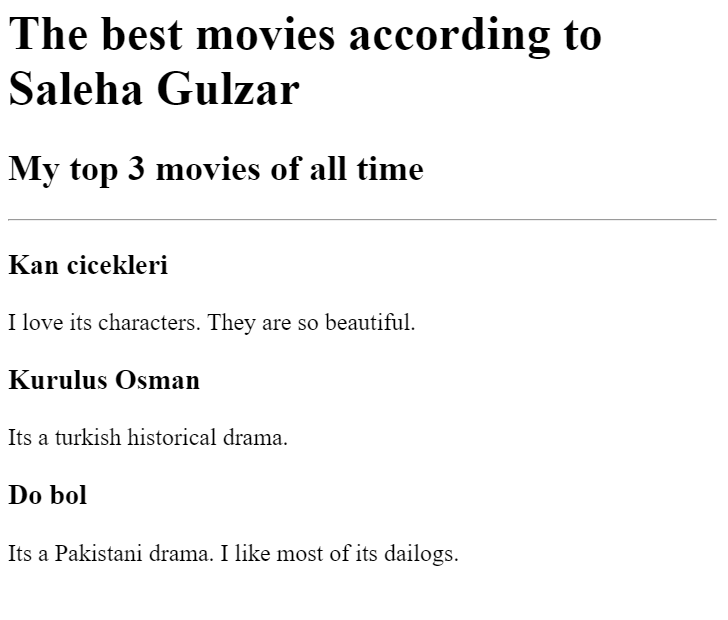 The best movies according to
Saleha Gulzar
My top 3 movies of all time
Kan cicekleri
I love its characters. They are so beautiful.
Kurulus Osman
Its a turkish historical drama.
Do bol
Its a Pakistani drama. I like most of its dailogs.